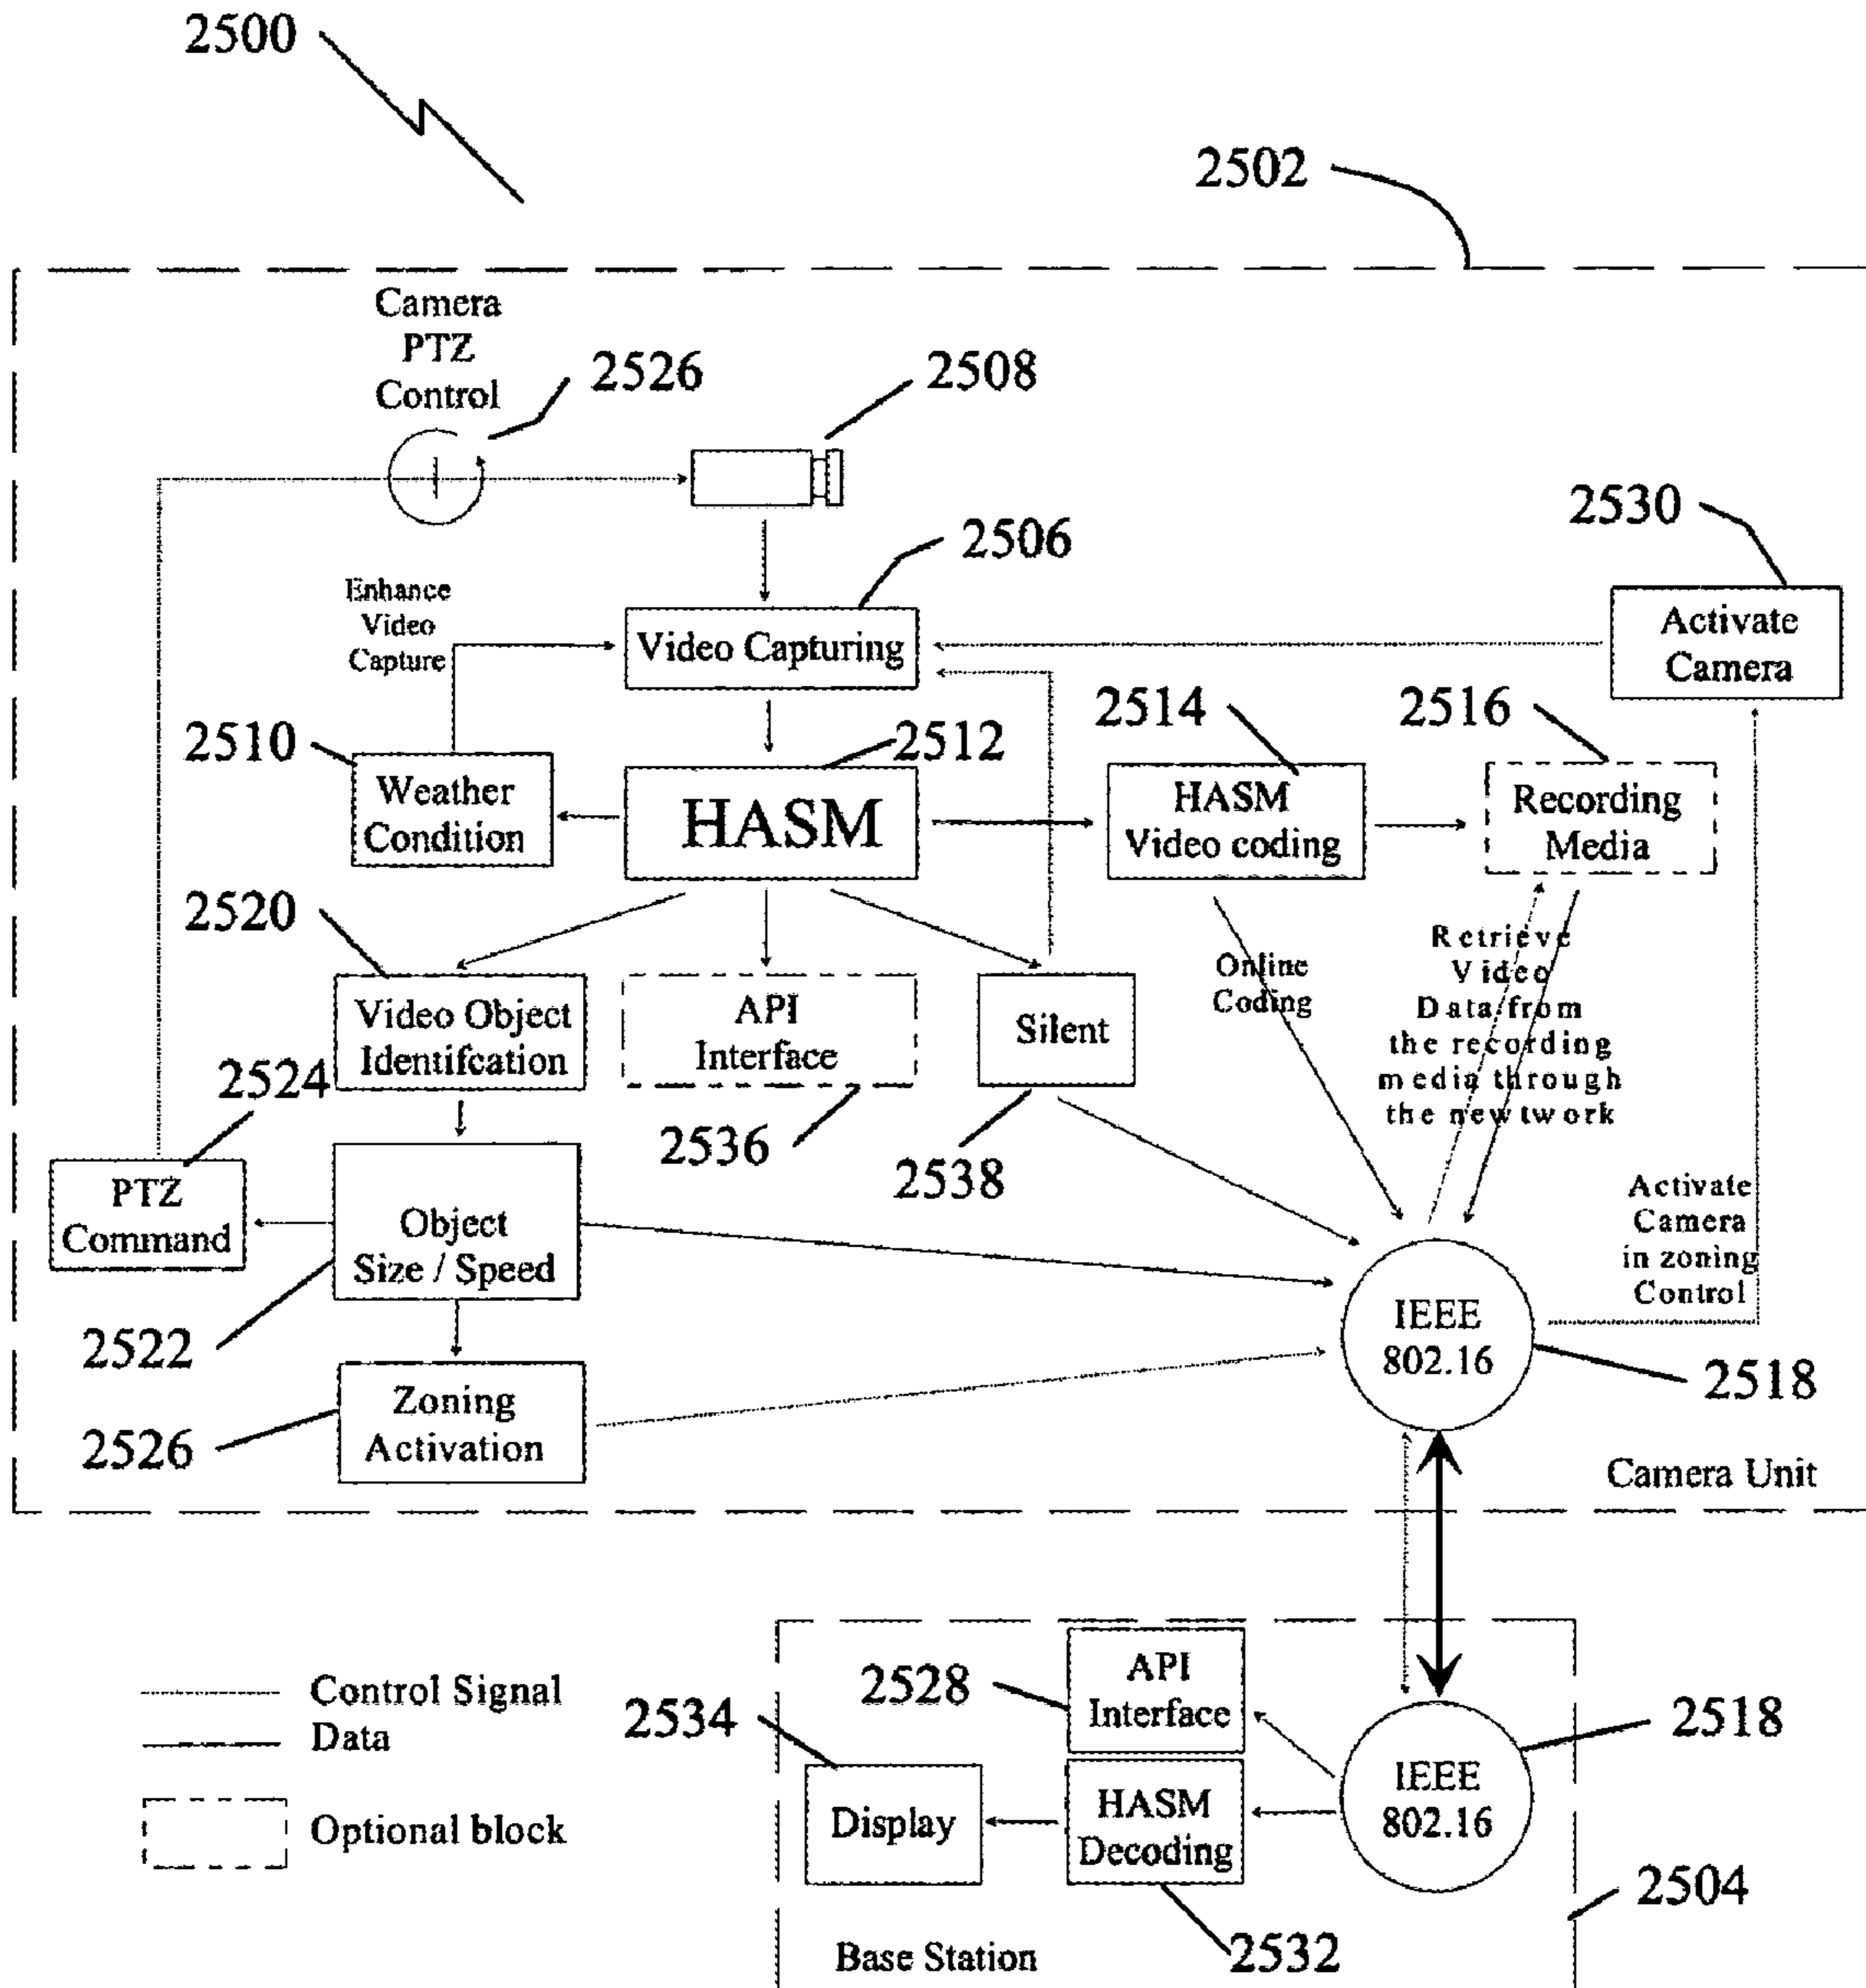 2500
2502
Camera
PTZ
Control
2526
2508
2530
2506
Enhance
Video
Capture
Video Capturing
Activate
Camera
2510
2512
2514
2516
Weather
Condition
HASM
HASM
Video coding
Recording
Media
2520
Online
Coding
Retrieve
Video
Data from
the recording
media through
the newtwork
Video Object
Identifcation
API
Interface
Silent
2524
2536
2538
PTZ
Command
Object
Size / Speed
Activate
Camera
in zoning
Control
2522
IEEE
802.16
2518
Zoning
Activation
2526
Camera Unit
Control Signal
Data
Optional block
2528
API
Interface
2534
2518
Display
HASM
Decoding
IEEE
802.16
2504
Base Station
2532